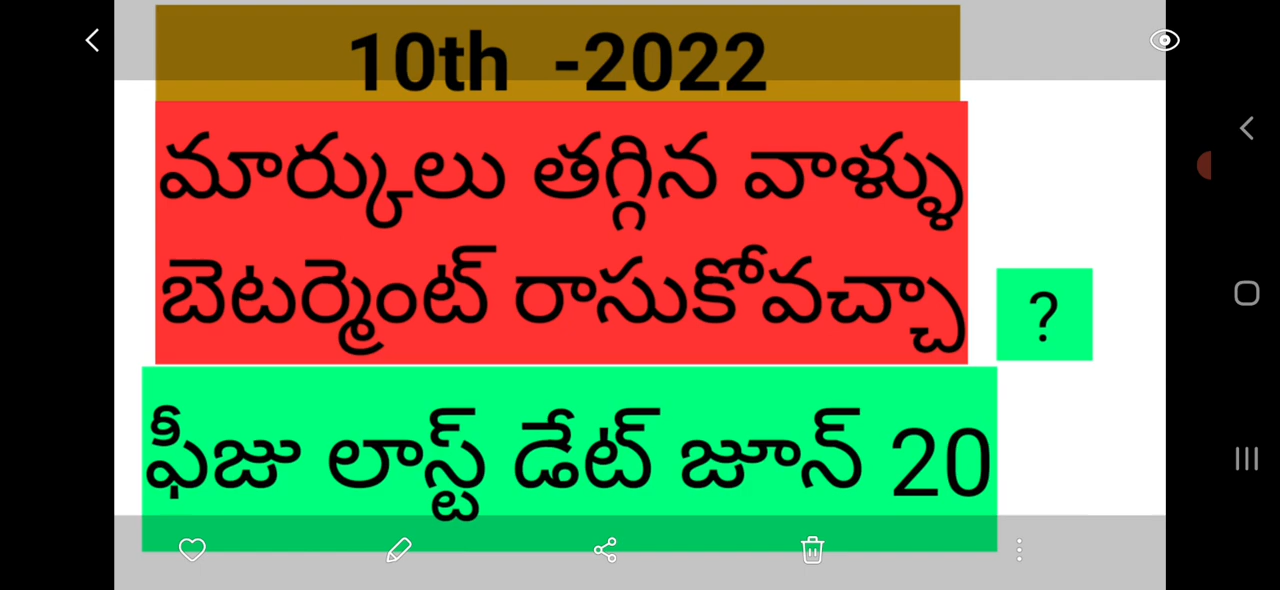 10th -2022
మార్కులు తగ్గిన వాళ్ళు
బెటర్మెంట్ రాసుకోవచ్చా ?
ఫీజు లాస్ట్ డేట్ జూన్ 20